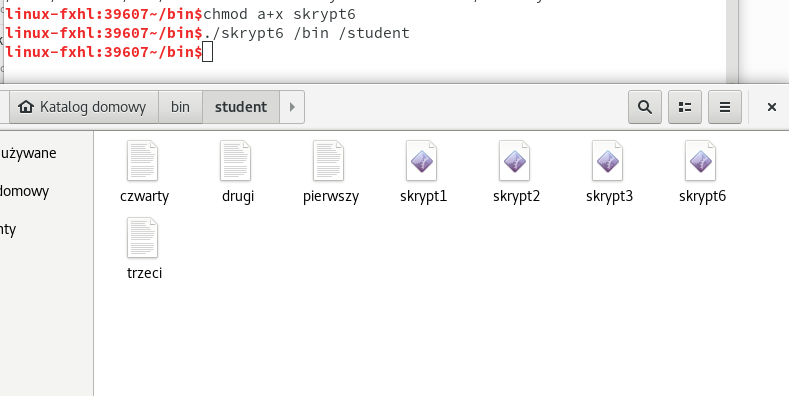 linux-fxhl:39607~/bin$chmod a+x skrypt6
linux-fxhl:39607~/bin$./skrypt6 /bin /student
linux-fxhl:39607~/bin$
Katalog domowy bin student
używane
domowy
nty
czwarty drugi pierwszy skrypt1 skrypt2 skrypt3 skrypt6
trzeci